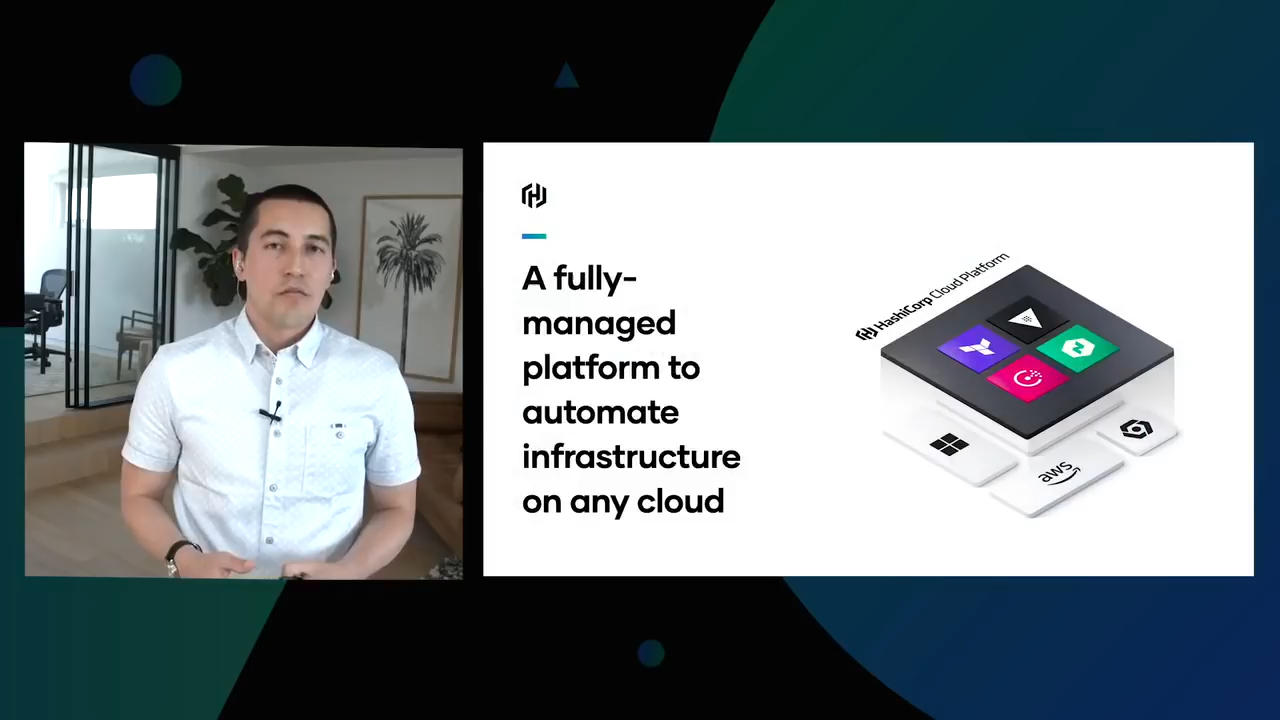 A fully-
managed
platform to
automate
infrastructure
on any cloud
HashiCorp Cloud Platform
aws